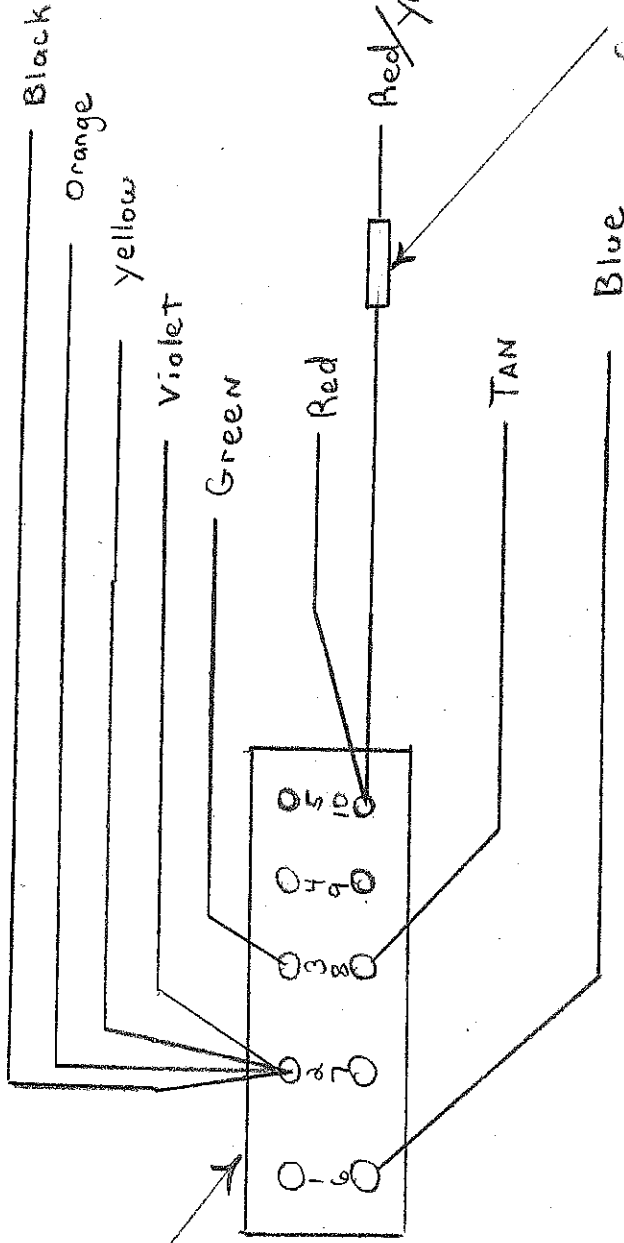 Black
Orange
Yellow
Violet
Green
Red
Red/
TAN
Blue
1 2 3 4 5
6 7 8 9 10